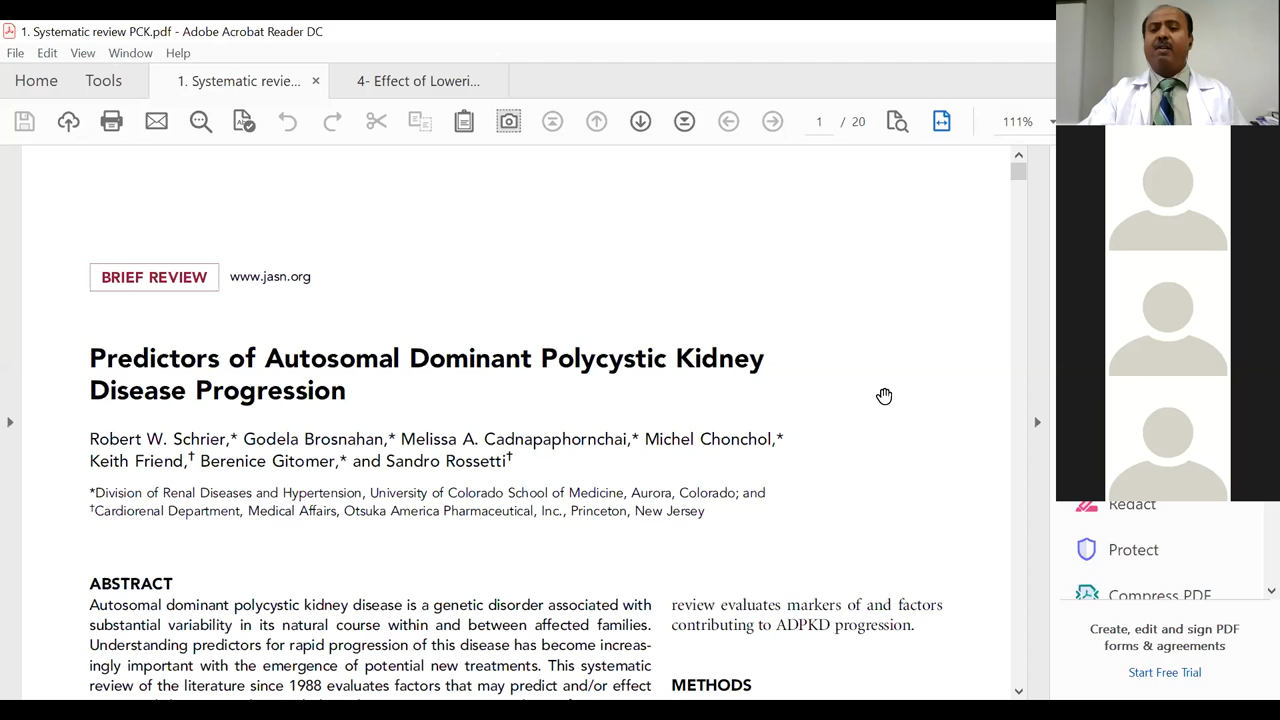 1. Systematic review PCK.pdf - Adobe Acrobat Reader DC
File Edit View Window Help
Home Tools 1. Systematic revie... × 4- Effect of Loweri...
1 / 20 111%
BRIEF REVIEW www.jasn.org
Predictors of Autosomal Dominant Polycystic Kidney
Disease Progression
Robert W. Schrier,* Godela Brosnahan,* Melissa A. Cadnapaphornchai,* Michel Chonchol,*
Keith Friend,† Berenice Gitomer,* and Sandro Rossetti†
*Division of Renal Diseases and Hypertension, University of Colorado School of Medicine, Aurora, Colorado; and
†Cardiorenal Department, Medical Affairs, Otsuka America Pharmaceutical, Inc., Princeton, New Jersey
ABSTRACT
Autosomal dominant polycystic kidney disease is a genetic disorder associated with
substantial variability in its natural course within and between affected families.
Understanding predictors for rapid progression of this disease has become increas-
ingly important with the emergence of potential new treatments. This systematic
review of the literature since 1988 evaluates factors that may predict and/or effect
review evaluates markers of and factors
contributing to ADPKD progression.
METHODS
Redact
Protect
Compress PDF
Create, edit and sign PDF
forms & agreements
Start Free Trial